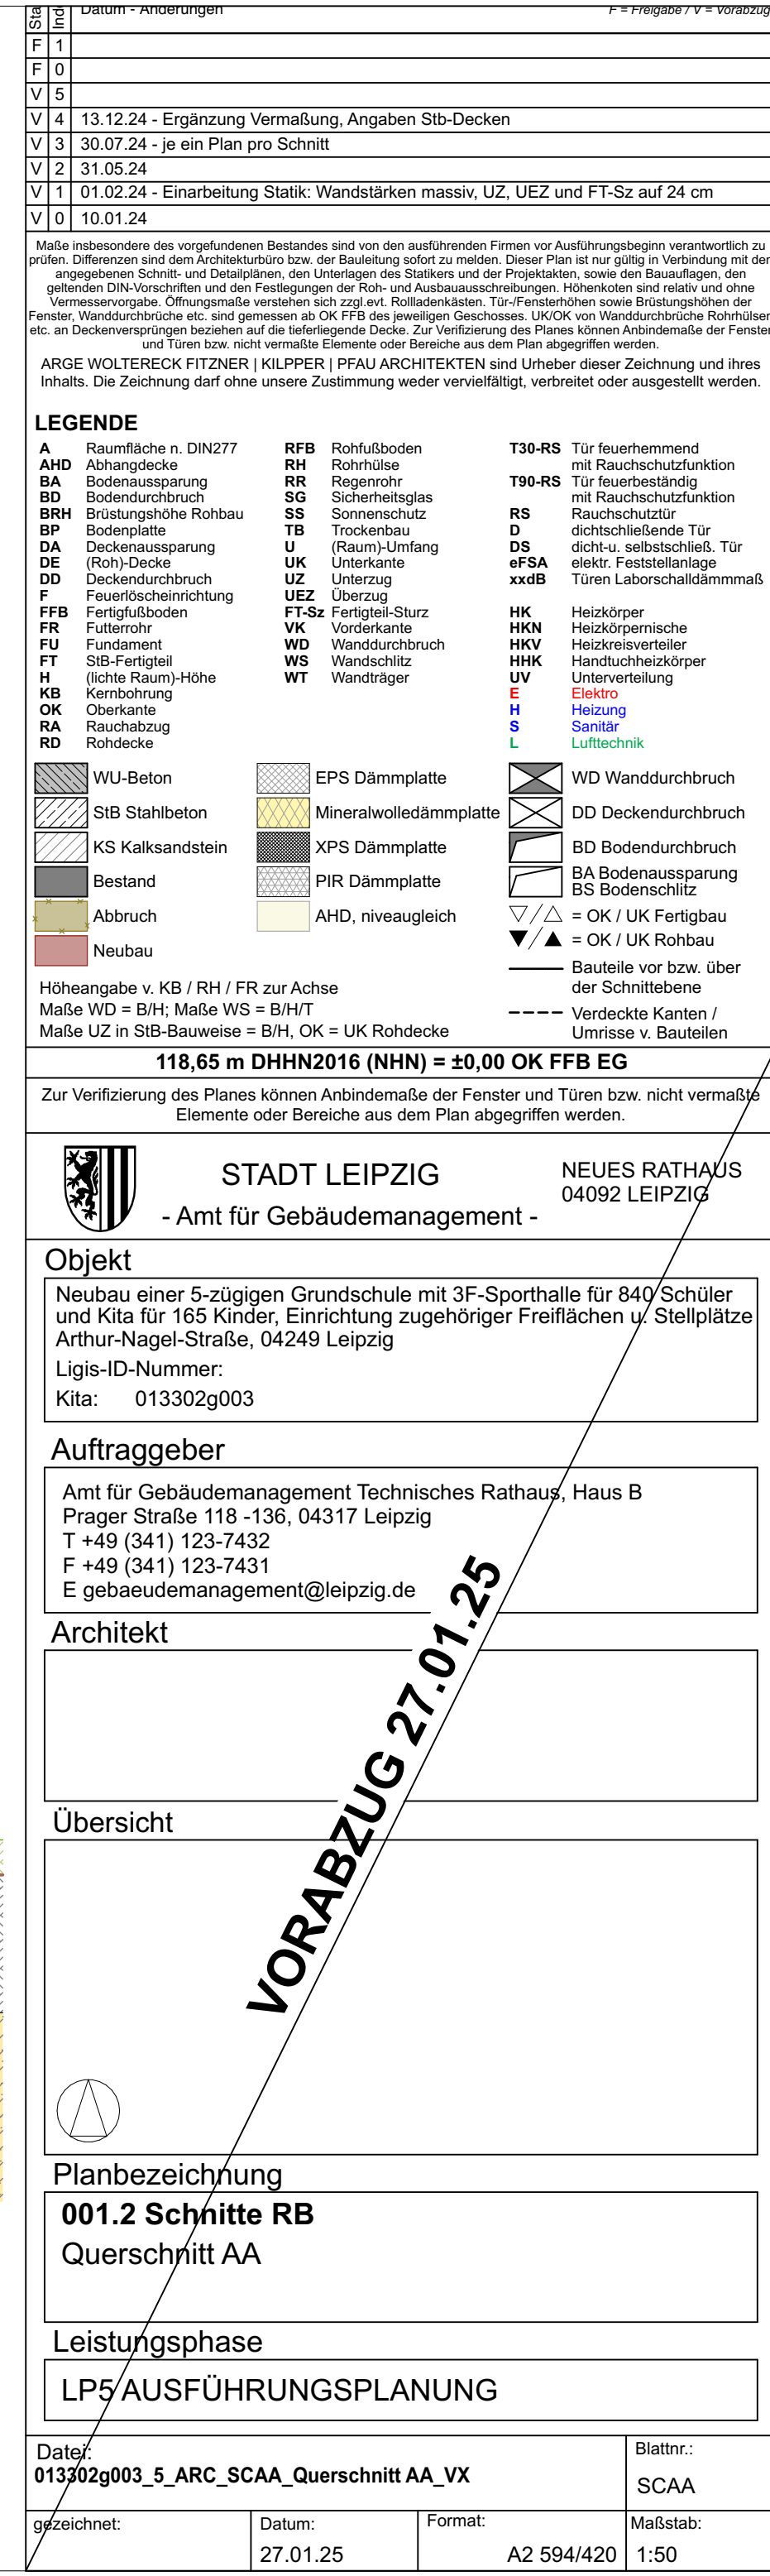 Sta
Ind
Datum - Änderungen
F = Freigabe / V = Vorabzug
F 1
F 0
V 5
V 4 13.12.24 - Ergänzung Vermaßung, Angaben Stb-Decken
V 3 30.07.24 - je ein Plan pro Schnitt
V 2 31.05.24
V 1 01.02.24 - Einarbeitung Statik: Wandstärken massiv, UZ, UEZ und FT-Sz auf 24 cm
V 0 10.01.24
Maße insbesondere des vorgefundenen Bestandes sind von den ausführenden Firmen vor Ausführungsbeginn verantwortlich zu
prüfen. Differenzen sind dem Architekturbüro bzw. der Bauleitung sofort zu melden. Dieser Plan ist nur gültig in Verbindung mit den
angegebenen Schnitt- und Detailplänen, den Unterlagen des Statikers und der Projektakten, sowie den Bauauflagen, den
geltenden DIN-Vorschriften und den Festlegungen der Roh- und Ausbauausschreibungen. Höhenkoten sind relativ und ohne
Vermesservorgabe. Öffnungsmaße verstehen sich zzgl.evt. Rollladenkästen. Tür-/Fensterhöhen sowie Brüstungshöhen der
Fenster, Wanddurchbrüche etc. sind gemessen ab OK FFB des jeweiligen Geschosses. UK/OK von Wanddurchbrüche Rohrhülsen
etc. an Deckenversprüngen beziehen auf die tieferliegende Decke. Zur Verifizierung des Planes können Anbindemaße der Fenster
und Türen bzw. nicht vermaßte Elemente oder Bereiche aus dem Plan abgegriffen werden.
ARGE WOLTERECK FITZNER | KILPPER | PFAU ARCHITEKTEN sind Urheber dieser Zeichnung und ihres
Inhalts. Die Zeichnung darf ohne unsere Zustimmung weder vervielfältigt, verbreitet oder ausgestellt werden.
LEGENDE
A Raumfläche n. DIN277
AHD Abhangdecke
BA Bodenaussparung
BD Bodendurchbruch
BRH Brüstungshöhe Rohbau
BP Bodenplatte
DA Deckenaussparung
DE (Roh)-Decke
DD Deckendurchbruch
F Feuerlöscheinrichtung
FFB Fertigfußboden
FR Futterrohr
FU Fundament
FT StB-Fertigteil
H (lichte Raum)-Höhe
KB Kernbohrung
OK Oberkante
RA Rauchabzug
RD Rohdecke
RFB Rohfußboden
RH Rohrhülse
RR Regenrohr
SG Sicherheitsglas
SS Sonnenschutz
TB Trockenbau
U (Raum)-Umfang
UK Unterkante
UZ Unterzug
UEZ Überzug
FT-Sz Fertigteil-Sturz
VK Vorderkante
WD Wanddurchbruch
WS Wandschlitz
WT Wandträger
T30-RS Tür feuerhemmend
mit Rauchschutzfunktion
T90-RS Tür feuerbeständig
mit Rauchschutzfunktion
RS Rauchschutztür
D dichtschließende Tür
DS dicht-u. selbstschließ. Tür
eFSA elektr. Feststellanlage
xxdB Türen Laborschalldämmmaß
HK Heizkörper
HKN Heizkörpernische
HKV Heizkreisverteiler
HHK Handtuchheizkörper
UV Unterverteilung
E Elektro
H Heizung
S Sanitär
L Lufttechnik
WU-Beton
StB Stahlbeton
KS Kalksandstein
Bestand
Abbruch
Neubau
EPS Dämmplatte
Mineralwolledämmplatte
XPS Dämmplatte
PIR Dämmplatte
AHD, niveaugleich
WD Wanddurchbruch
DD Deckendurchbruch
BD Bodendurchbruch
BA Bodenaussparung
BS Bodenschlitz
= OK / UK Fertigbau
= OK / UK Rohbau
Bauteile vor bzw. über
der Schnittebene
Verdeckte Kanten /
Umrisse v. Bauteilen
Höheangabe v. KB / RH / FR zur Achse
Maße WD = B/H; Maße WS = B/H/T
Maße UZ in StB-Bauweise = B/H, OK = UK Rohdecke
118,65 m DHHN2016 (NHN) = ±0,00 OK FFB EG
Zur Verifizierung des Planes können Anbindemaße der Fenster und Türen bzw. nicht vermaßte
Elemente oder Bereiche aus dem Plan abgegriffen werden.
STADT LEIPZIG
- Amt für Gebäudemanagement -
NEUES RATHAUS
04092 LEIPZIG
Objekt
Neubau einer 5-zügigen Grundschule mit 3F-Sporthalle für 840 Schüler
und Kita für 165 Kinder, Einrichtung zugehöriger Freiflächen u. Stellplätze
Arthur-Nagel-Straße, 04249 Leipzig
Ligis-ID-Nummer:
Kita: 013302g003
Auftraggeber
Amt für Gebäudemanagement Technisches Rathaus, Haus B
Prager Straße 118 -136, 04317 Leipzig
T +49 (341) 123-7432
F +49 (341) 123-7431
E gebaeudemanagement@leipzig.de
Architekt
VORABZUG 27.01.25
Übersicht
Planbezeichnung
001.2 Schnitte RB
Querschnitt AA
Leistungsphase
LP5 AUSFÜHRUNGSPLANUNG
Datei:
013302g003_5_ARC_SCAA_Querschnitt AA_VX
Blattnr.:
SCAA
gezeichnet:
Datum:
27.01.25
Format:
A2 594/420
Maßstab:
1:50